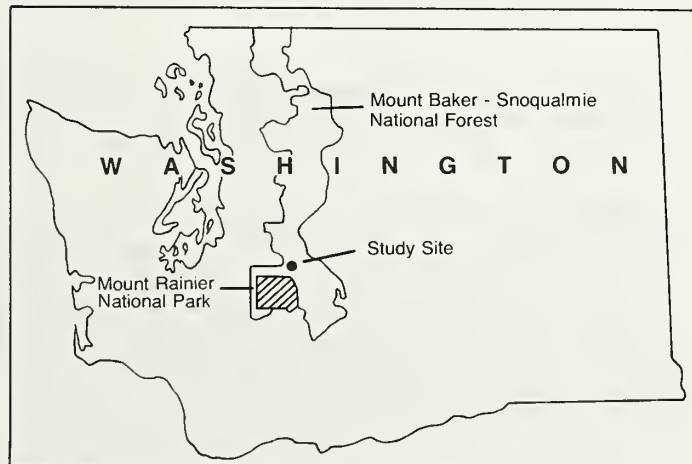 Mount Baker - Snoqualmie
National Forest
W A S H I N G T O N
Study Site
Mount Rainier
National Park